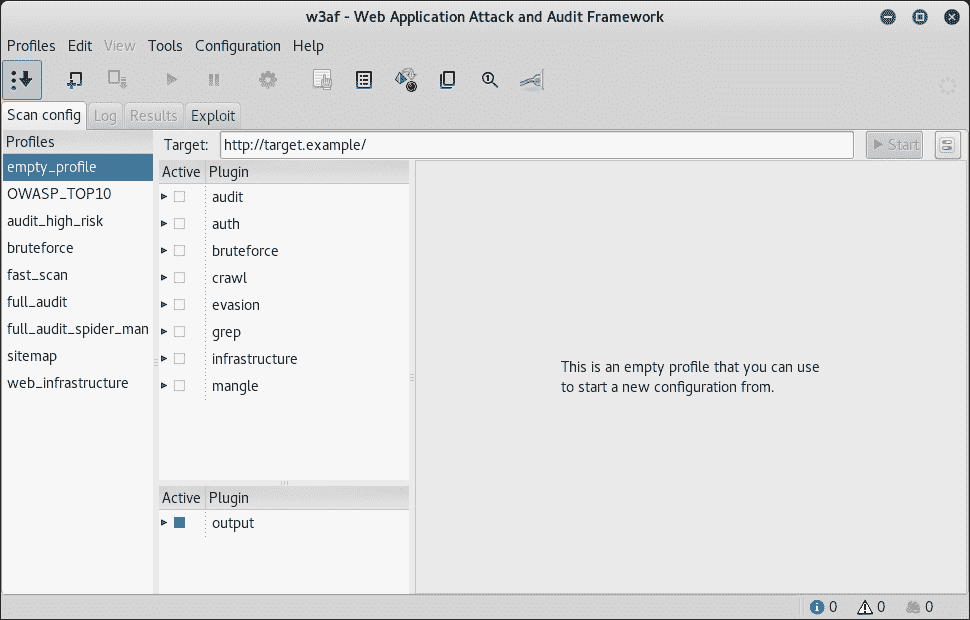 w3af - Web Application Attack and Audit Framework
Profiles Edit View Tools Configuration Help
Scan config Log Results Exploit
Profiles
empty_profile
OWASP_TOP10
audit_high_risk
bruteforce
fast_scan
full_audit
full_audit_spider_man
sitemap
web_infrastructure
Target: http://target.example/ Start
Active Plugin
audit
auth
bruteforce
crawl
evasion
grep
infrastructure
mangle
Active Plugin
output
This is an empty profile that you can use
to start a new configuration from.
0 0 0